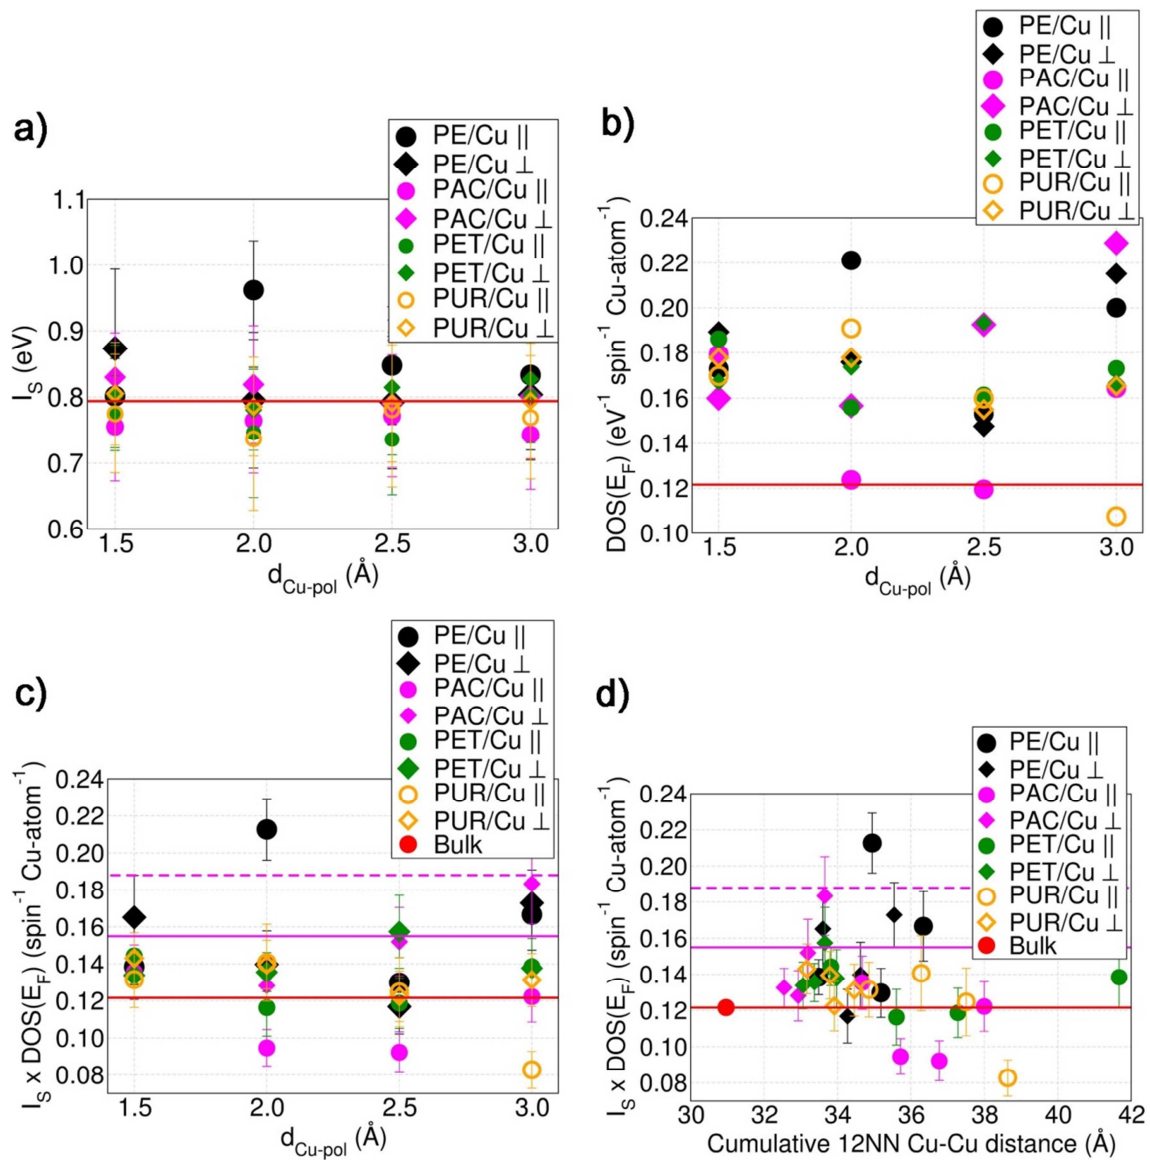 a)
PE/Cu ||
PE/Cu ⊥
PAC/Cu ||
PAC/Cu ⊥
PET/Cu ||
PET/Cu ⊥
PUR/Cu ||
PUR/Cu ⊥
1.1
1.0
0.9
0.8
0.7
0.6
I_S (eV)
1.5 2.0 2.5 3.0
d_Cu-pol (Å)
b)
PE/Cu ||
PE/Cu ⊥
PAC/Cu ||
PAC/Cu ⊥
PET/Cu ||
PET/Cu ⊥
PUR/Cu ||
PUR/Cu ⊥
0.24
0.22
0.20
0.18
0.16
0.14
0.12
0.10
DOS(E_F) (eV⁻¹ spin⁻¹ Cu-atom⁻¹)
1.5 2.0 2.5 3.0
d_Cu-pol (Å)
c)
PE/Cu ||
PE/Cu ⊥
PAC/Cu ||
PAC/Cu ⊥
PET/Cu ||
PET/Cu ⊥
PUR/Cu ||
PUR/Cu ⊥
Bulk
0.24
0.22
0.20
0.18
0.16
0.14
0.12
0.10
0.08
I_S x DOS(E_F) (spin⁻¹ Cu-atom⁻¹)
1.5 2.0 2.5 3.0
d_Cu-pol (Å)
d)
PE/Cu ||
PE/Cu ⊥
PAC/Cu ||
PAC/Cu ⊥
PET/Cu ||
PET/Cu ⊥
PUR/Cu ||
PUR/Cu ⊥
Bulk
0.24
0.22
0.20
0.18
0.16
0.14
0.12
0.10
0.08
I_S x DOS(E_F) (spin⁻¹ Cu-atom⁻¹)
30 32 34 36 38 40 42
Cumulative 12NN Cu-Cu distance (Å)